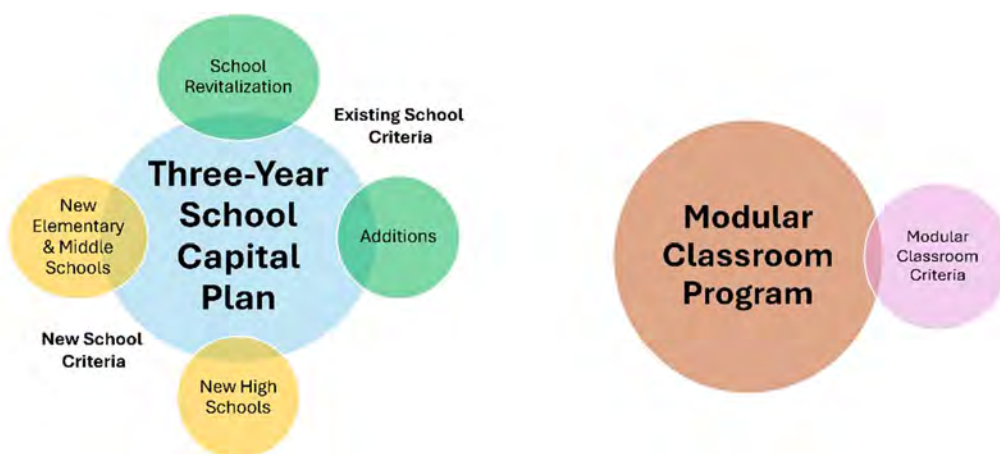 School
Revitalization
Existing School
Criteria
Three-Year
School
Capital
Plan
New
Elementary
& Middle
Schools
Additions
New School
Criteria
New High
Schools
Modular
Classroom
Program
Modular
Classroom
Criteria